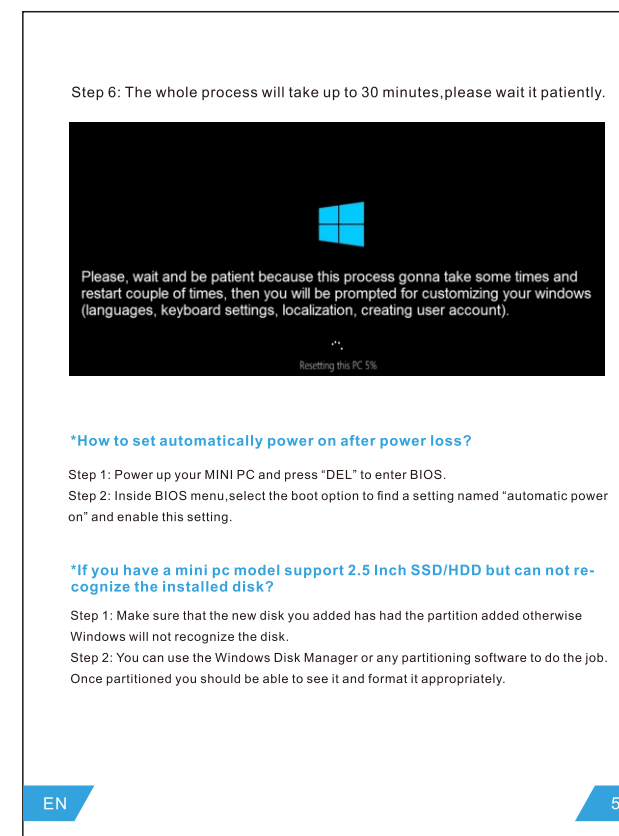 Step 6: The whole process will take up to 30 minutes,please wait it patiently.
Please, wait and be patient because this process gonna take some times and
restart couple of times, then you will be prompted for customizing your windows
(languages, keyboard settings, localization, creating user account).
Resetting this PC 5%
*How to set automatically power on after power loss?
Step 1: Power up your MINI PC and press “DEL” to enter BIOS.
Step 2: Inside BIOS menu,select the boot option to find a setting named “automatic power
on” and enable this setting.
*If you have a mini pc model support 2.5 Inch SSD/HDD but can not re-
cognize the installed disk?
Step 1: Make sure that the new disk you added has had the partition added otherwise
Windows will not recognize the disk.
Step 2: You can use the Windows Disk Manager or any partitioning software to do the job.
Once partitioned you should be able to see it and format it appropriately.
EN
5